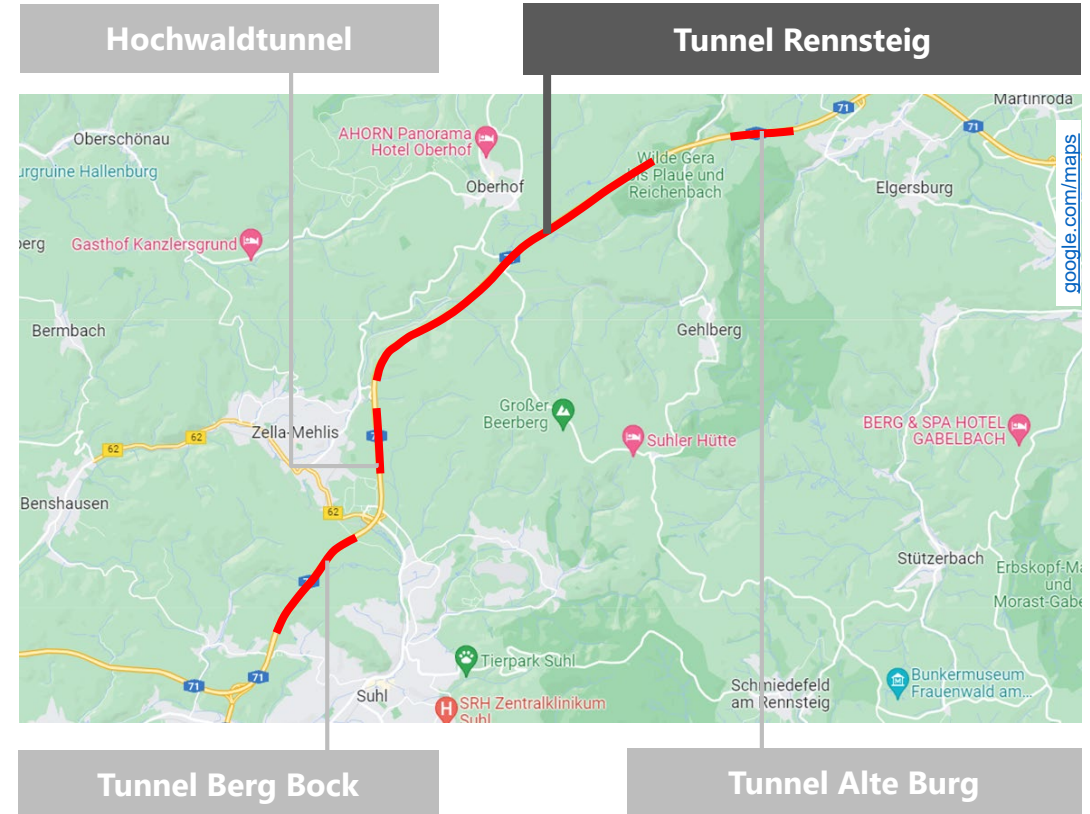 Hochwaldtunnel
Tunnel Rennsteig
Martinroda
71
71
71
Oberschönau
AHORN Panorama
Hotel Oberhof
google.com/maps
urgruine Hallenburg
Wilde Gera
bis Plaue und
Reichenbach
Oberhof
Elgersburg
berg
Gasthof Kanzlersgrund
71
Bermbach
Gehlberg
Großer
Beerberg
BERG & SPA HOTEL
GABELBACH
Zella-Mehlis
62
62
Suhler Hütte
Benshausen
62
Stützerbach
Erbskopf-Ma
und
Morast-Gabe
Tierpark Suhl
71
71
Suhl
Schmiedefeld
am Rennsteig
Bunkermuseum
Frauenwald am...
H
SRH Zentralklinikum
Suhl
Tunnel Berg Bock
Tunnel Alte Burg